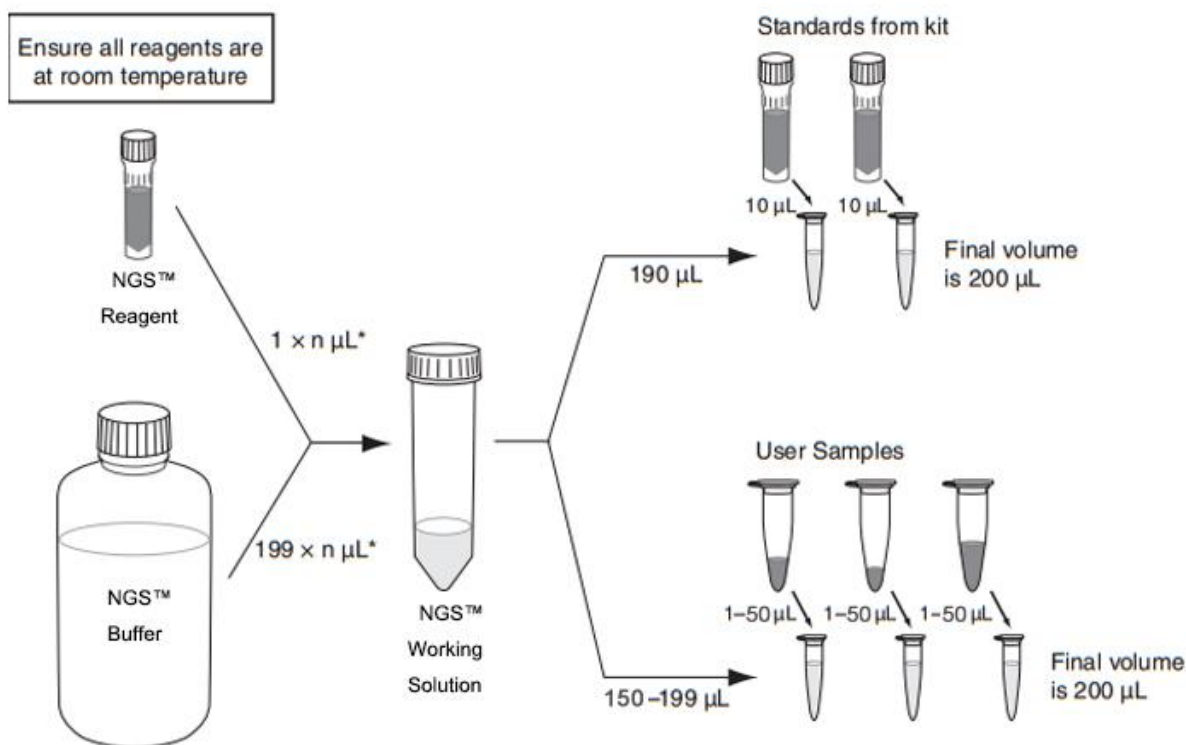 Ensure all reagents are
at room temperature
NGS™
Reagent
1 × n µL*
NGS™
Buffer
199 × n µL*
NGS™
Working
Solution
Standards from kit
10 µL
10 µL
190 µL
Final volume
is 200 µL
User Samples
1–50 µL
1–50 µL
1–50 µL
150–199 µL
Final volume
is 200 µL